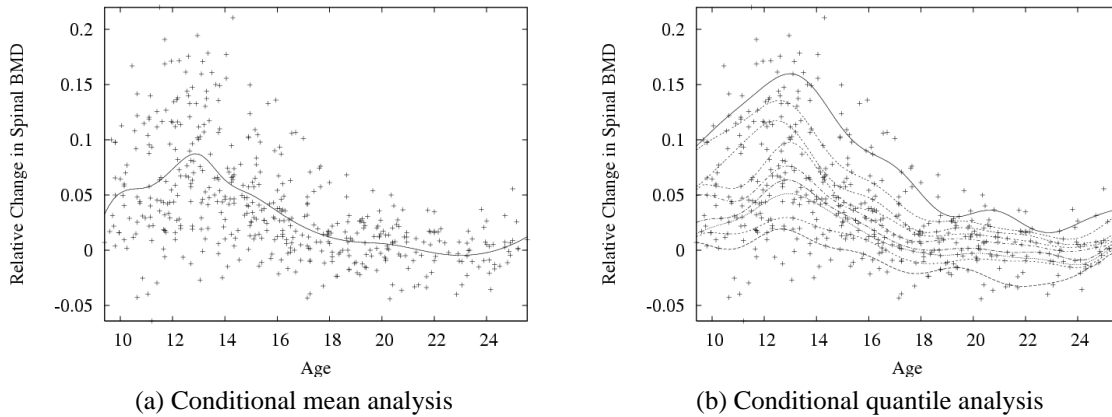 Relative Change in Spinal BMD
0.2
0.15
0.1
0.05
0
-0.05
10 12 14 16 18 20 22 24
Age
(a) Conditional mean analysis
Relative Change in Spinal BMD
0.2
0.15
0.1
0.05
0
-0.05
10 12 14 16 18 20 22 24
Age
(b) Conditional quantile analysis